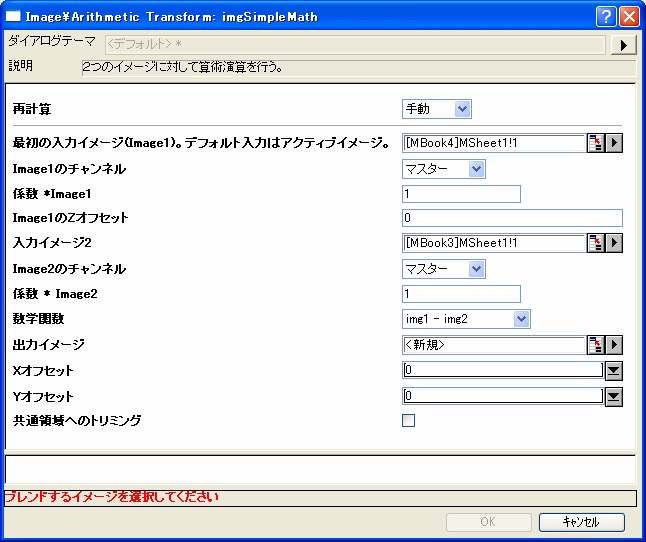 Image¥Arithmetic Transform: imgSimpleMath
ダイアログテーマ <デフォルト> *
説明 2つのイメージに対して算術演算を行う。
再計算 手動
最初の入力イメージ(Image1)。デフォルト入力はアクティブイメージ。 [MBook4]MSheet1!1
Image1のチャンネル マスター
係数 *Image1 1
Image1のZオフセット 0
入力イメージ2 [MBook3]MSheet1!1
Image2のチャンネル マスター
係数 * Image2 1
数学関数 img1 - img2
出力イメージ <新規>
Xオフセット 0
Yオフセット 0
共通領域へのトリミング
ブレンドするイメージを選択してください
OK キャンセル